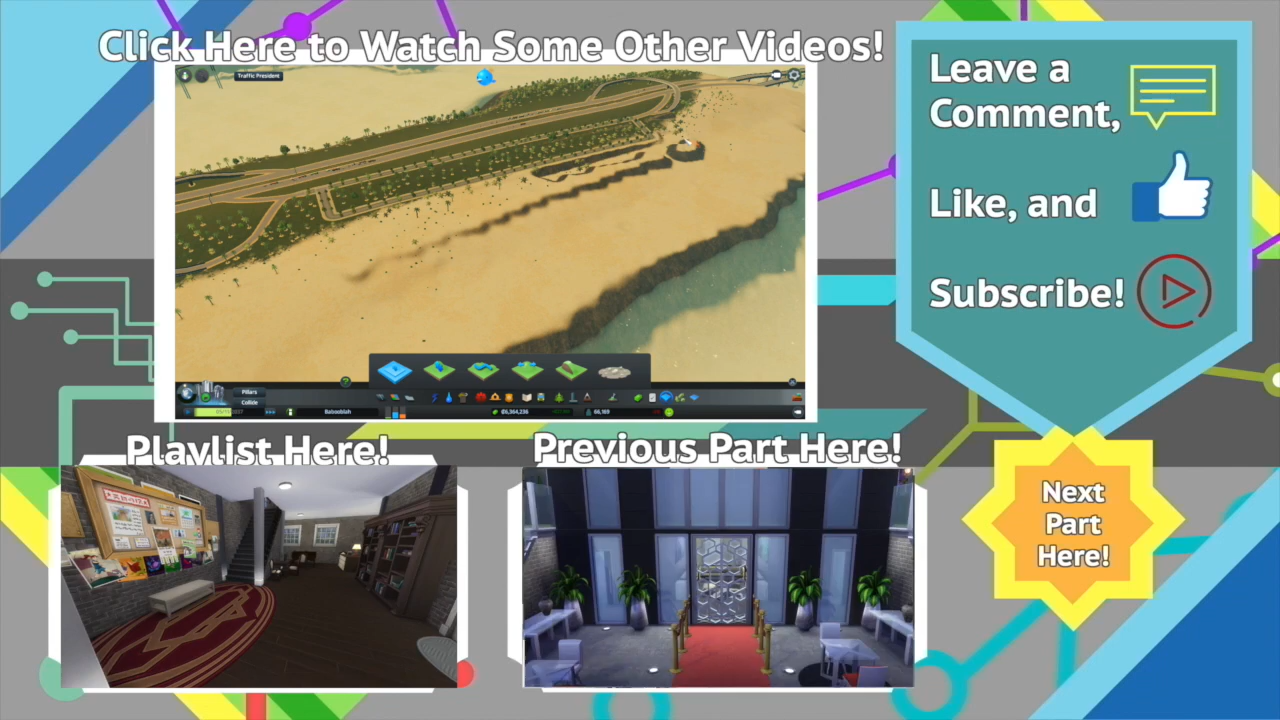 Click Here to Watch Some Other Videos!
Traffic President
Leave a
Comment,
Like, and
Subscribe!
Pillars
Collide
Playlist Here!
Previous Part Here!
Next
Part
Here!